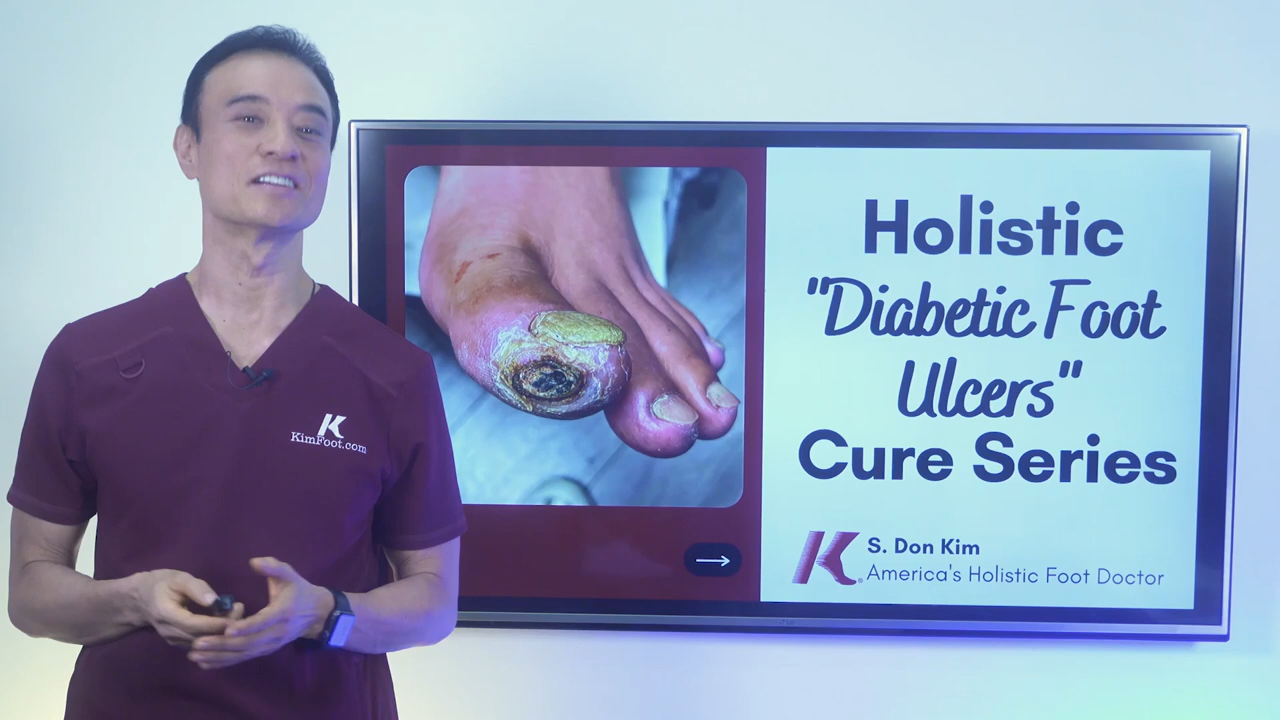 K
KimFoot.com
Holistic
"Diabetic Foot
Ulcers"
Cure Series
K® S. Don Kim
America's Holistic Foot Doctor